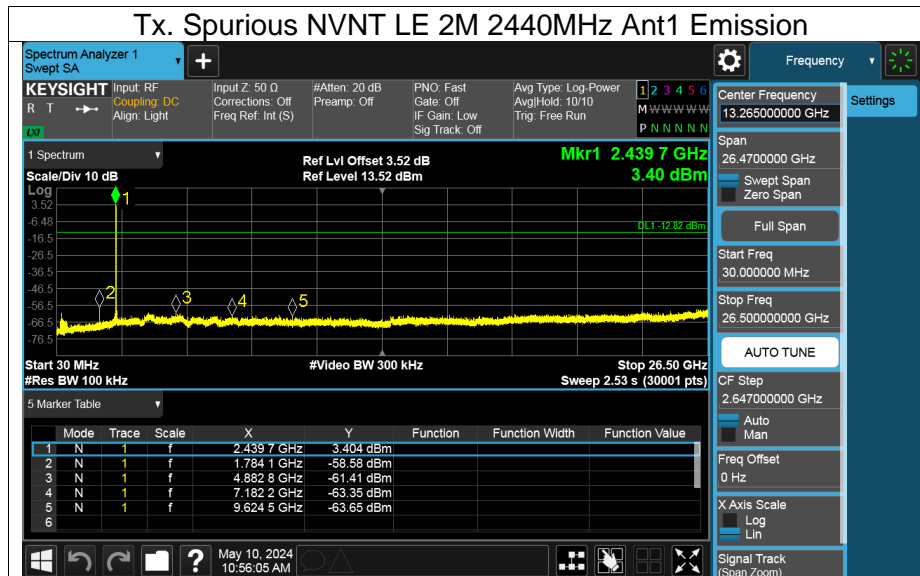 Tx. Spurious NVNT LE 2M 2440MHz Ant1 Emission
Spectrum Analyzer 1
Swept SA
+
Frequency
KEYSIGHT
R T
LXI
Input: RF
Coupling: DC
Align: Light
Input Z: 50 Ω
Corrections: Off
Freq Ref: Int (S)
#Atten: 20 dB
Preamp: Off
PNO: Fast
Gate: Off
IF Gain: Low
Sig Track: Off
Avg Type: Log-Power
Avg|Hold: 10/10
Trig: Free Run
1 2 3 4 5 6
M W W W W W
P N N N N N
Center Frequency
13.265000000 GHz
Settings
1 Spectrum
Scale/Div 10 dB
Ref Lvl Offset 3.52 dB
Ref Level 13.52 dBm
Mkr1 2.439 7 GHz
3.40 dBm
Span
26.4700000 GHz
Swept Span
Zero Span
Full Span
Start Freq
30.000000 MHz
Stop Freq
26.500000 GHz
AUTO TUNE
CF Step
2.647000000 GHz
Auto
Man
Freq Offset
0 Hz
X Axis Scale
Log
Lin
Signal Track
(Span Zoom)
Log
3.52
-6.48
-16.5
-26.5
-36.5
-46.5
-56.5
-66.5
-76.5
1
DL1 -12.82 dBm
2
3
4
5
Start 30 MHz
#Video BW 300 kHz
Stop 26.50 GHz
#Res BW 100 kHz
Sweep 2.53 s (30001 pts)
5 Marker Table
Mode Trace Scale X Y Function Function Width Function Value
1 N 1 f 2.439 7 GHz 3.404 dBm
2 N 1 f 1.784 1 GHz -58.58 dBm
3 N 1 f 4.882 8 GHz -61.41 dBm
4 N 1 f 7.182 2 GHz -63.35 dBm
5 N 1 f 9.624 5 GHz -63.65 dBm
6
?
May 10, 2024
10:56:05 AM